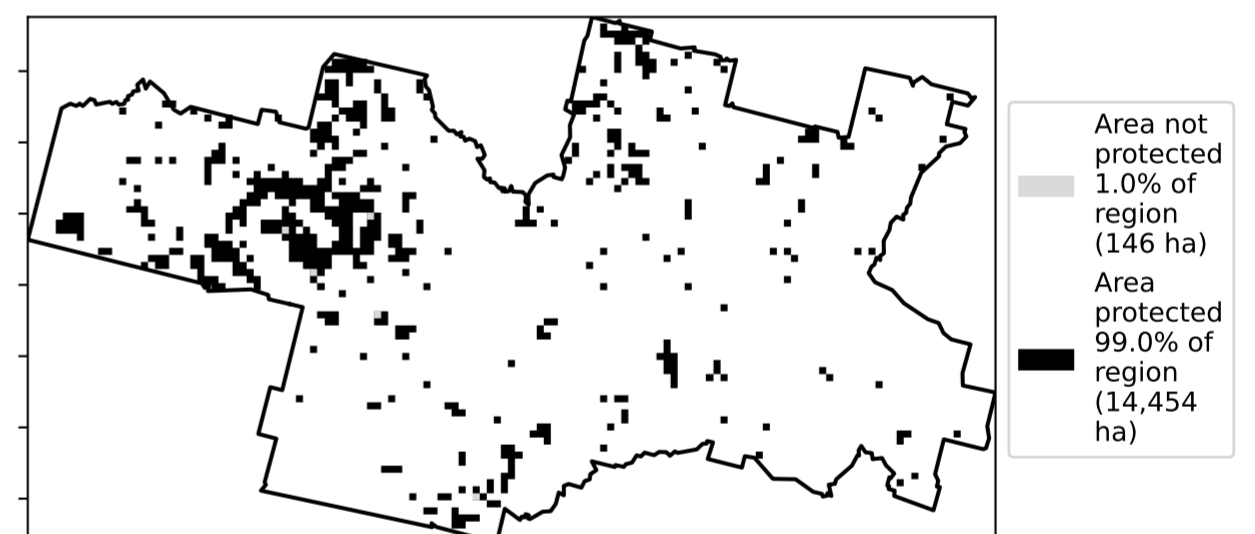 Area not
protected
1.0% of
region
(146 ha)
Area
protected
99.0% of
region
(14,454
ha)